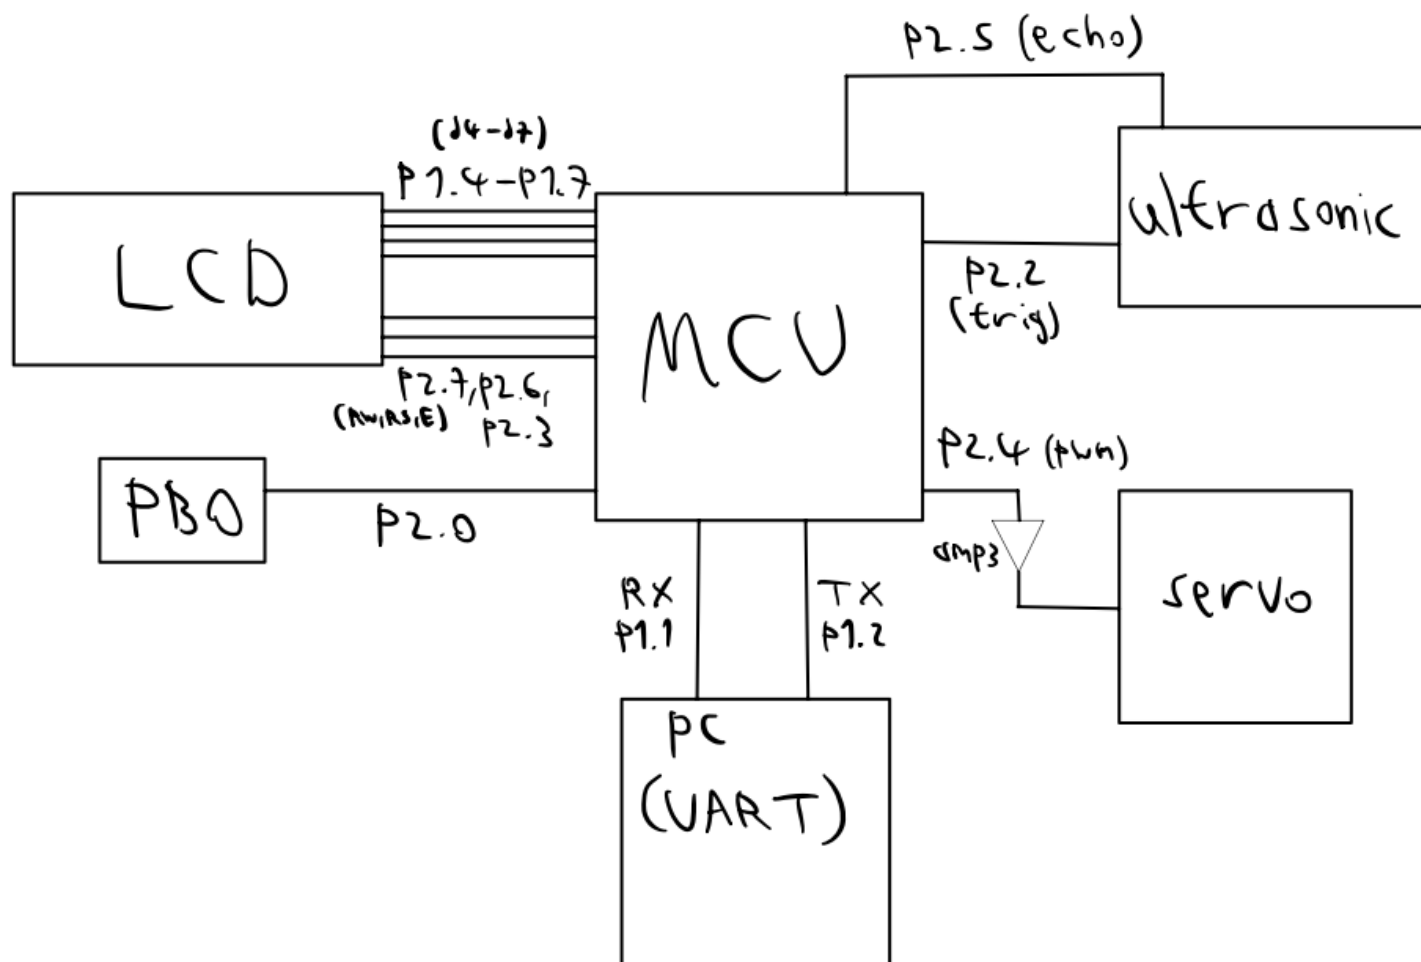 P2.5 (echo)
(d4-d7)
P1.4-P1.7
LCD
MCU
ultrasonic
P2.2
(trig)
P2.7,P2.6,
(RW,RS,E) P2.3
P2.4 (pwm)
PB0
P2.0
amp3
servo
RX
P1.1
TX
P1.2
PC
(UART)